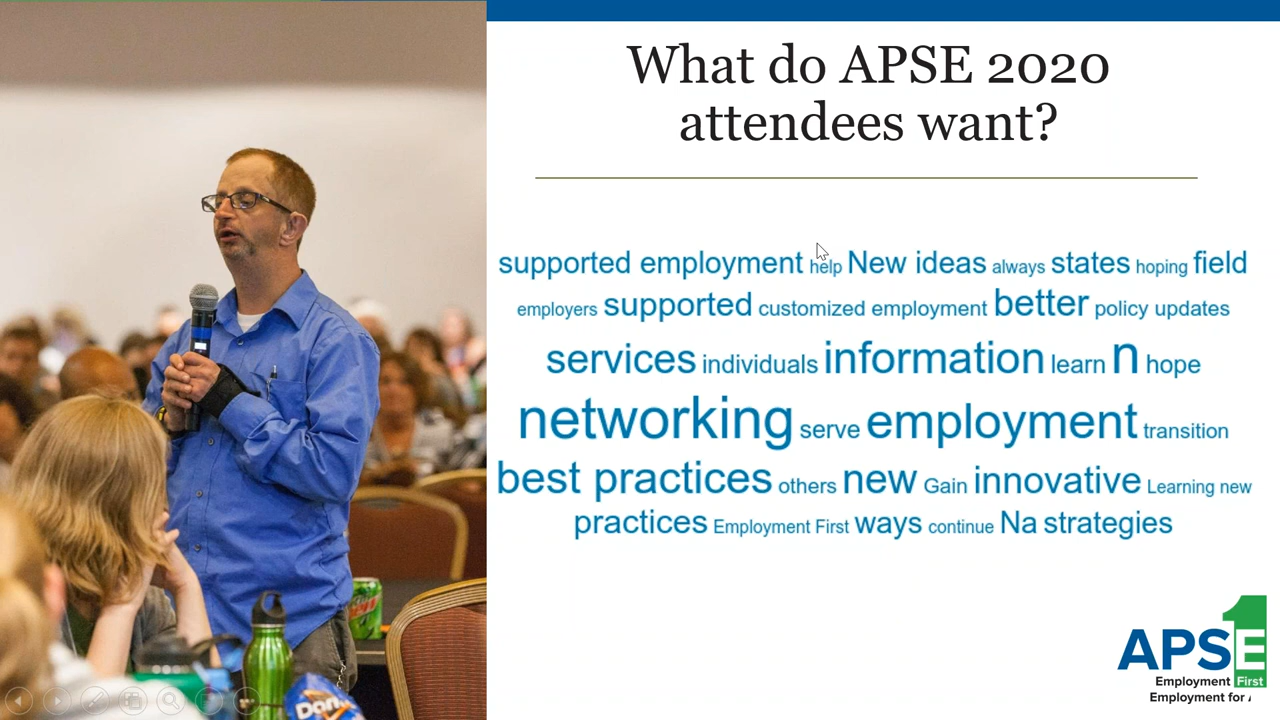 What do APSE 2020
attendees want?
supported employment help New ideas always states hoping field
employers supported customized employment better policy updates
services individuals information learn n hope
networking serve employment transition
best practices others new Gain innovative Learning new
practices Employment First ways continue Na strategies
APSE
Employment First
Employment for